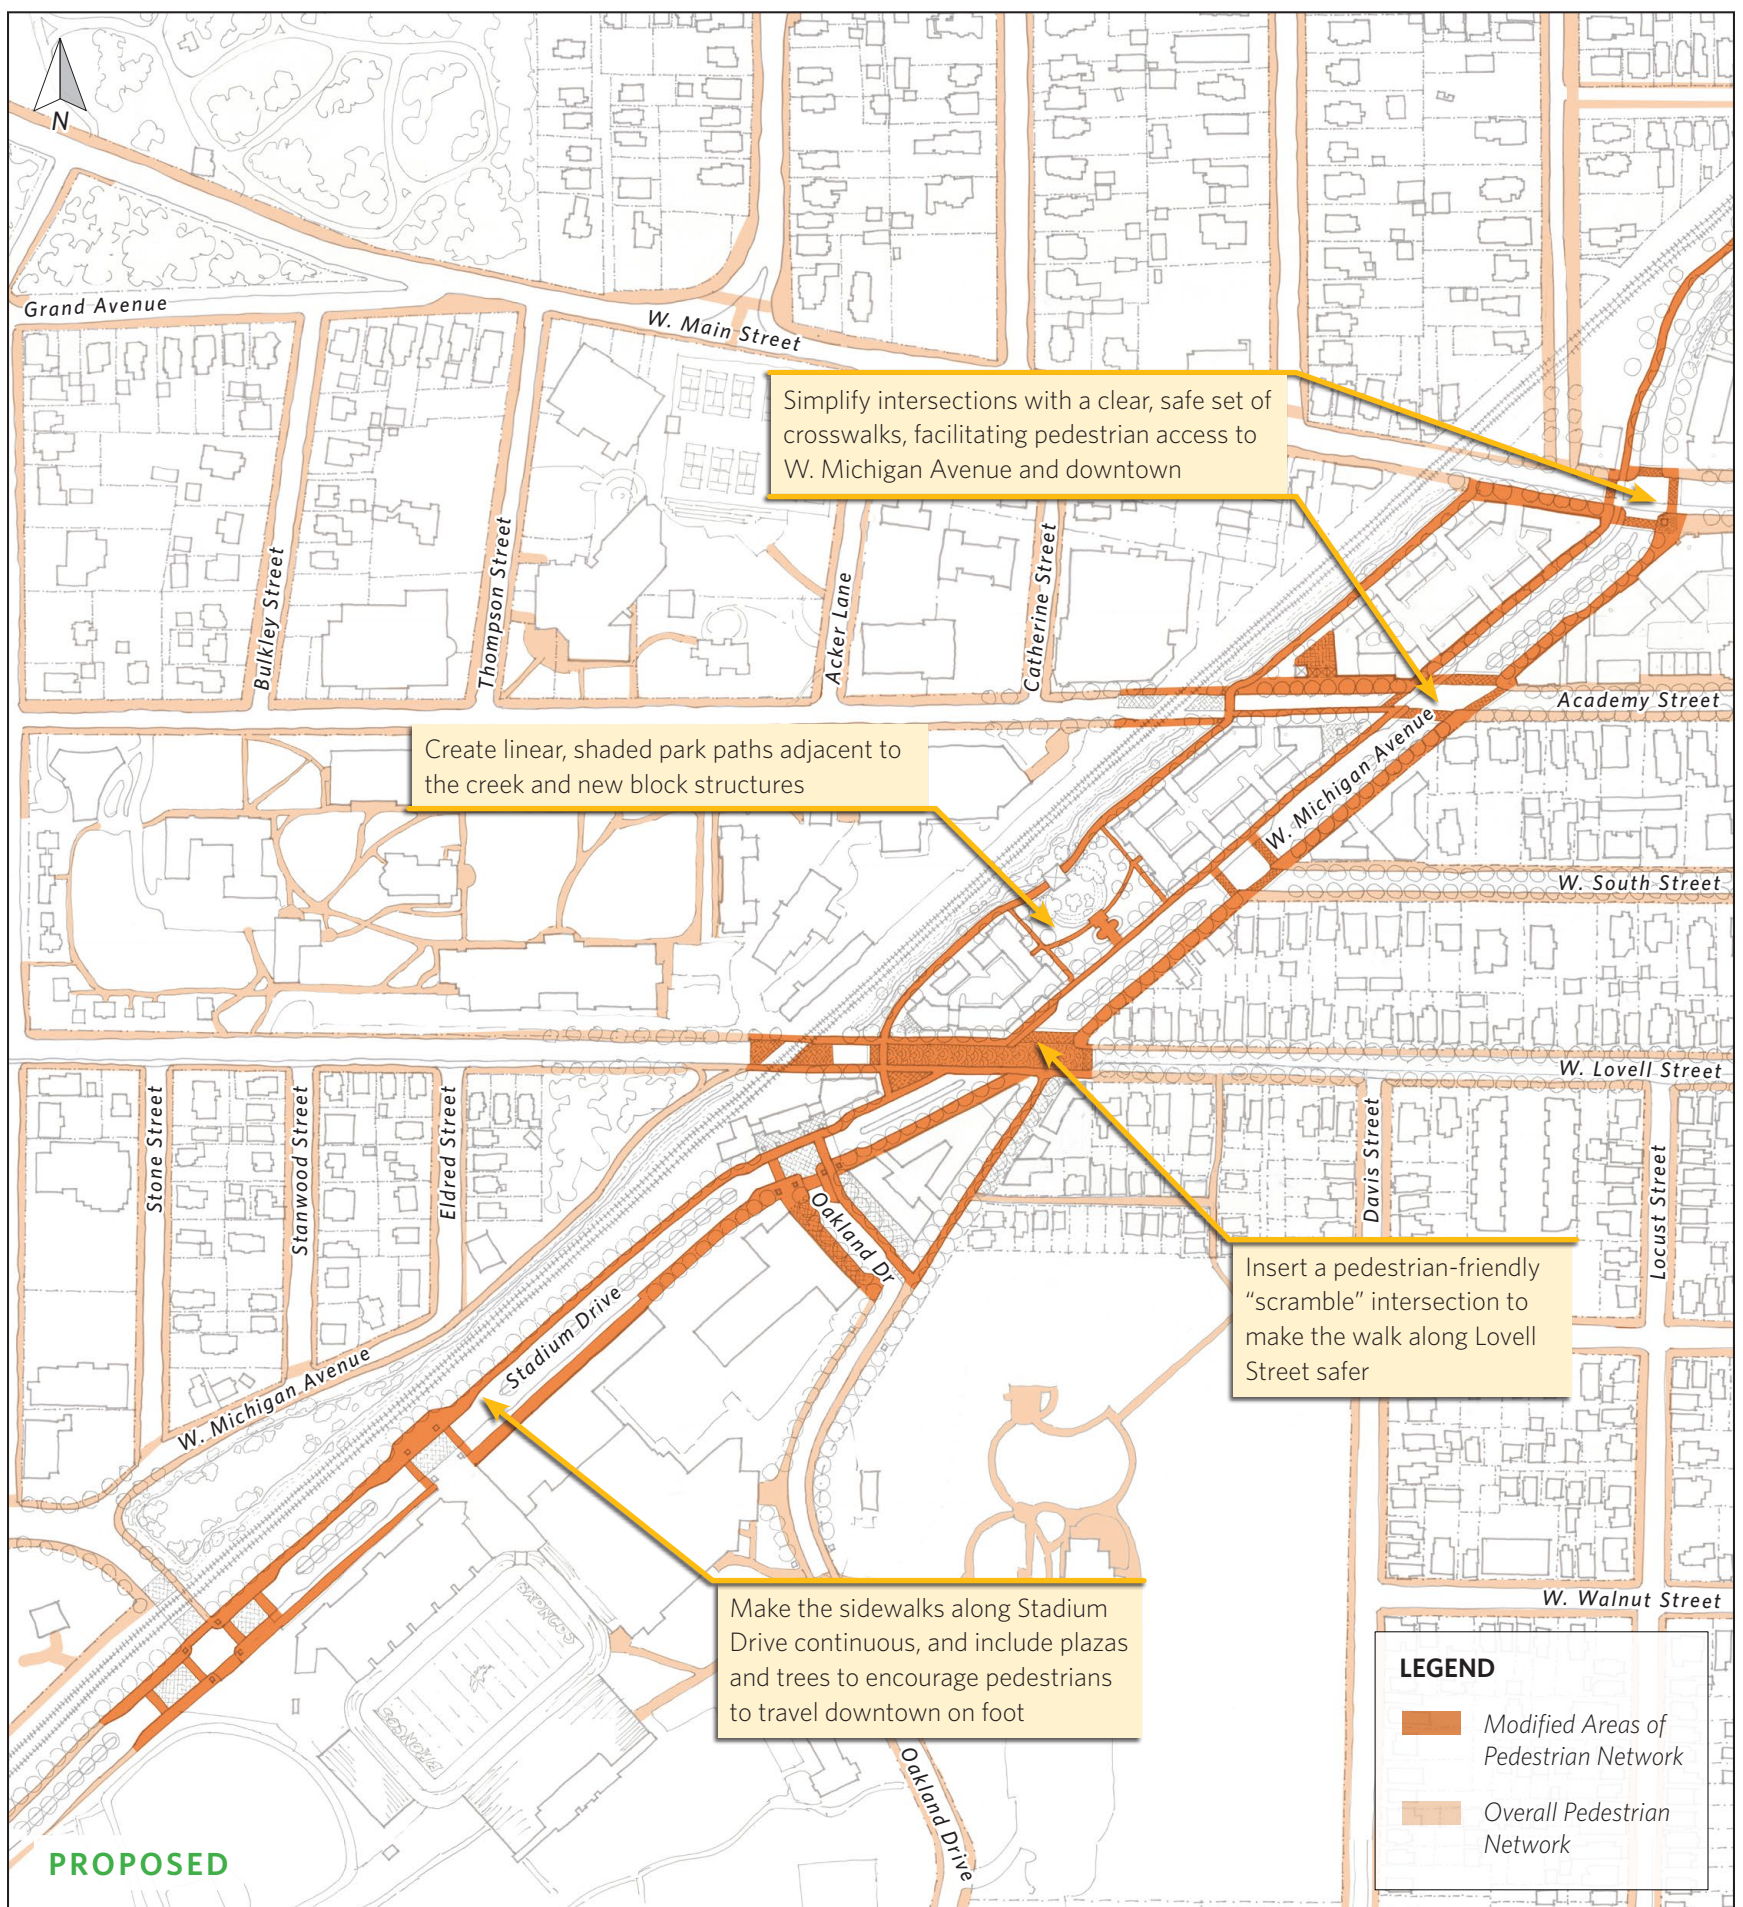 N
Grand Avenue
W. Main Street
Simplify intersections with a clear, safe set of
crosswalks, facilitating pedestrian access to
W. Michigan Avenue and downtown
Bulkley Street
Thompson Street
Acker Lane
Catherine Street
Academy Street
Create linear, shaded park paths adjacent to
the creek and new block structures
W. Michigan Avenue
W. South Street
W. Lovell Street
Stone Street
Stanwood Street
Eldred Street
Davis Street
Locust Street
Oakland Dr
Insert a pedestrian-friendly
“scramble” intersection to
make the walk along Lovell
Street safer
Stadium Drive
W. Michigan Avenue
BRONCOS
BRONCOS
Make the sidewalks along Stadium
Drive continuous, and include plazas
and trees to encourage pedestrians
to travel downtown on foot
W. Walnut Street
Oakland Drive
LEGEND
Modified Areas of
Pedestrian Network
Overall Pedestrian
Network
PROPOSED